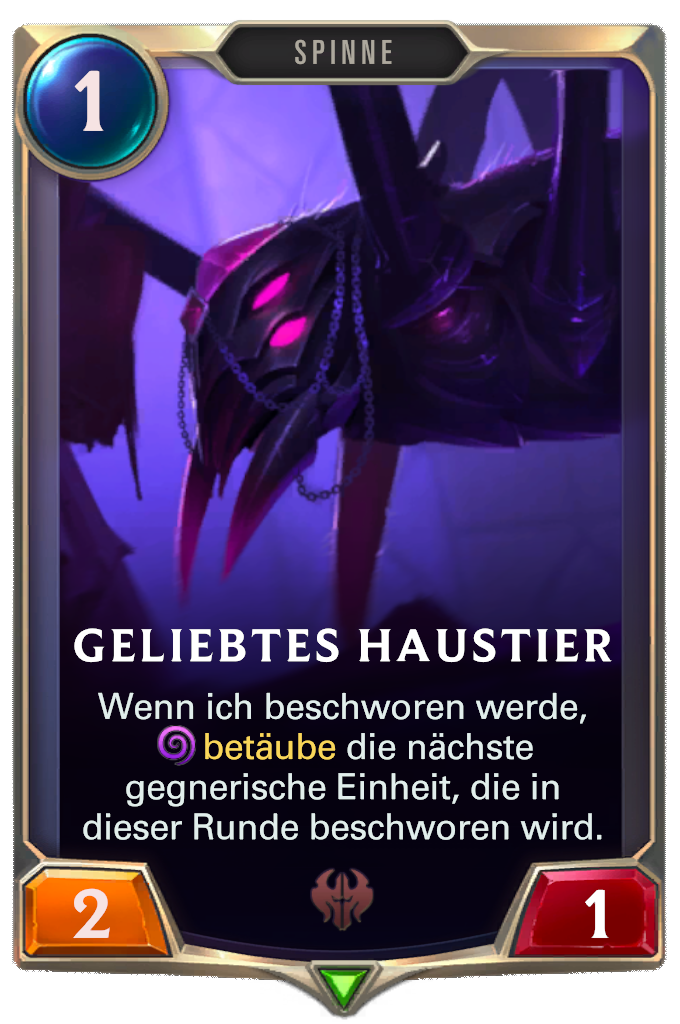 SPINNE
1
GELIEBTES HAUSTIER
Wenn ich beschworen werde,
betäube die nächste
gegnerische Einheit, die in
dieser Runde beschworen wird.
2
1